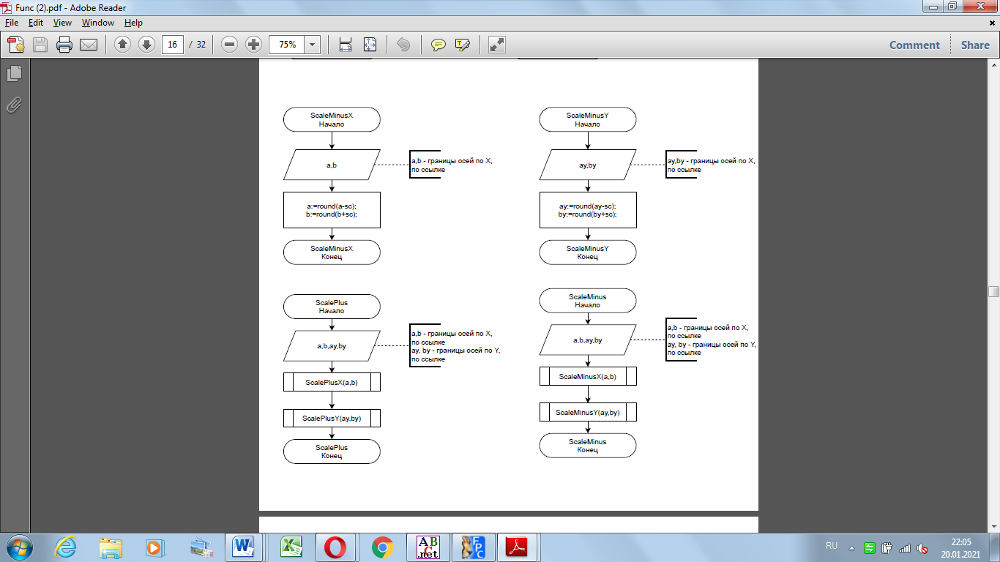 Func (2).pdf - Adobe Reader
File Edit View Window Help
16 / 32
75%
Comment Share
ScaleMinusX
Начало
a,b
a,b - границы осей по X,
по ссылке
a:=round(a-sc);
b:=round(b+sc);
ScaleMinusX
Конец
ScaleMinusY
Начало
ay,by
ay,by - границы осей по X,
по ссылке
ay:=round(ay-sc);
by:=round(by+sc);
ScaleMinusY
Конец
ScalePlus
Начало
a,b,ay,by
a,b - границы осей по X,
по ссылке
ay, by - границы осей по Y,
по ссылке
ScalePlusX(a,b)
ScalePlusY(ay,by)
ScalePlus
Конец
ScaleMinus
Начало
a,b,ay,by
a,b - границы осей по X,
по ссылке
ay, by - границы осей по Y,
по ссылке
ScaleMinusX(a,b)
ScaleMinusY(ay,by)
ScaleMinus
Конец
W
X
ABC
.net
FPC
RU
22:05
20.01.2021